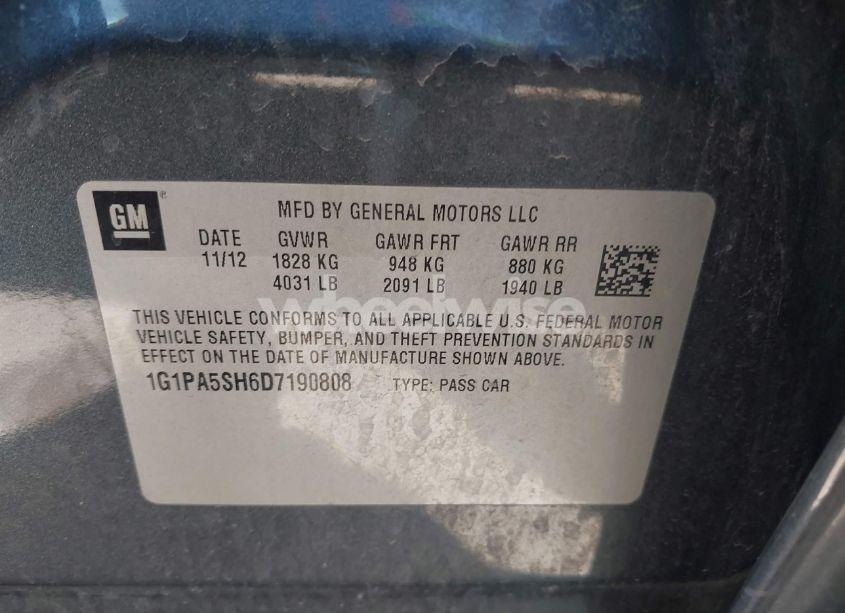 GM
MFD BY GENERAL MOTORS LLC
DATE GVWR GAWR FRT GAWR RR
11/12 1828 KG 948 KG 880 KG
4031 LB 2091 LB 1940 LB
wheelwise
THIS VEHICLE CONFORMS TO ALL APPLICABLE U.S. FEDERAL MOTOR
VEHICLE SAFETY, BUMPER, AND THEFT PREVENTION STANDARDS IN
EFFECT ON THE DATE OF MANUFACTURE SHOWN ABOVE.
1G1PA5SH6D7190808 TYPE: PASS CAR